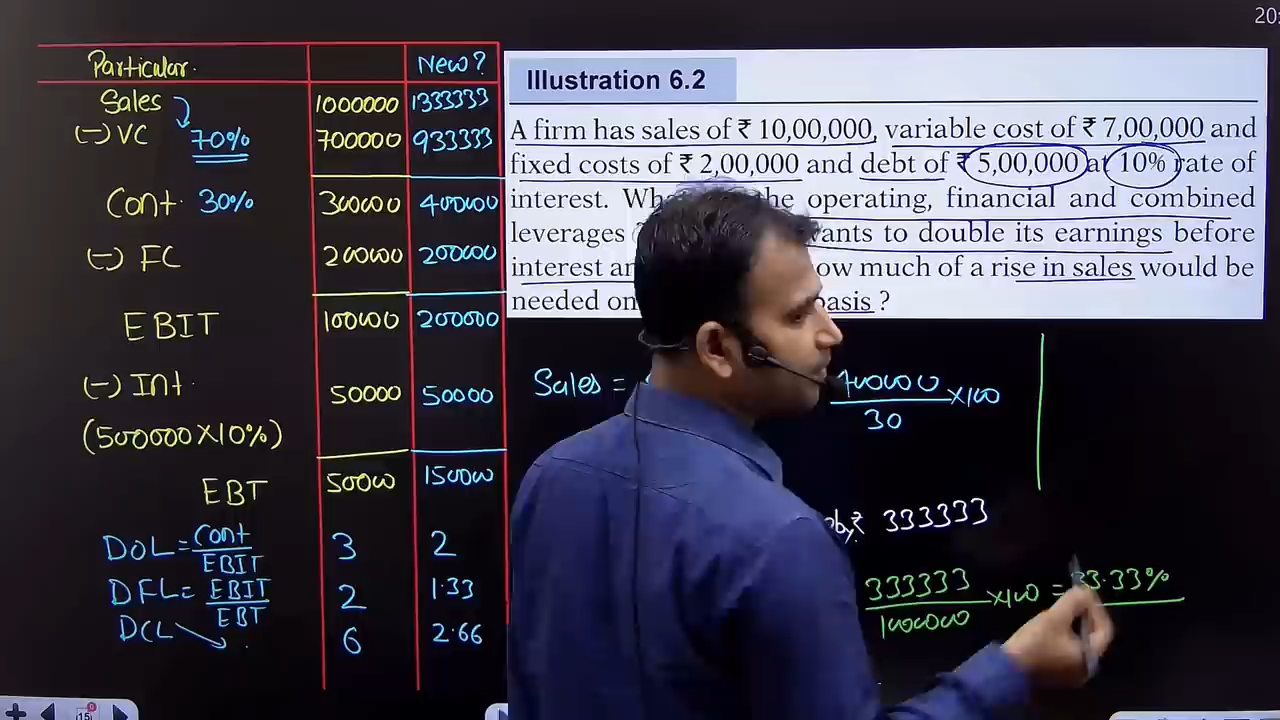 20:
Particular. New?
Sales 1000000 1333333
(-) VC 70% 700000 933333
Cont. 30% 300000 400000
(-) FC 200000 200000
EBIT 100000 200000
(-) Int. 50000 50000
(500000×10%)
EBT 50000 150000
DOL = Cont/EBIT 3 2
DFL = EBIT/EBT 2 1.33
DCL 6 2.66
Illustration 6.2
A firm has sales of ₹ 10,00,000, variable cost of ₹ 7,00,000 and
fixed costs of ₹ 2,00,000 and debt of ₹ 5,00,000 at 10% rate of
interest. the operating, financial and combined
leverages wants to double its earnings before
interest much of a rise in sales would be
needed on basis ?
Sales = 400000/30 ×100
by ₹ 333333
333333/1000000 ×100 = 33.33%
15